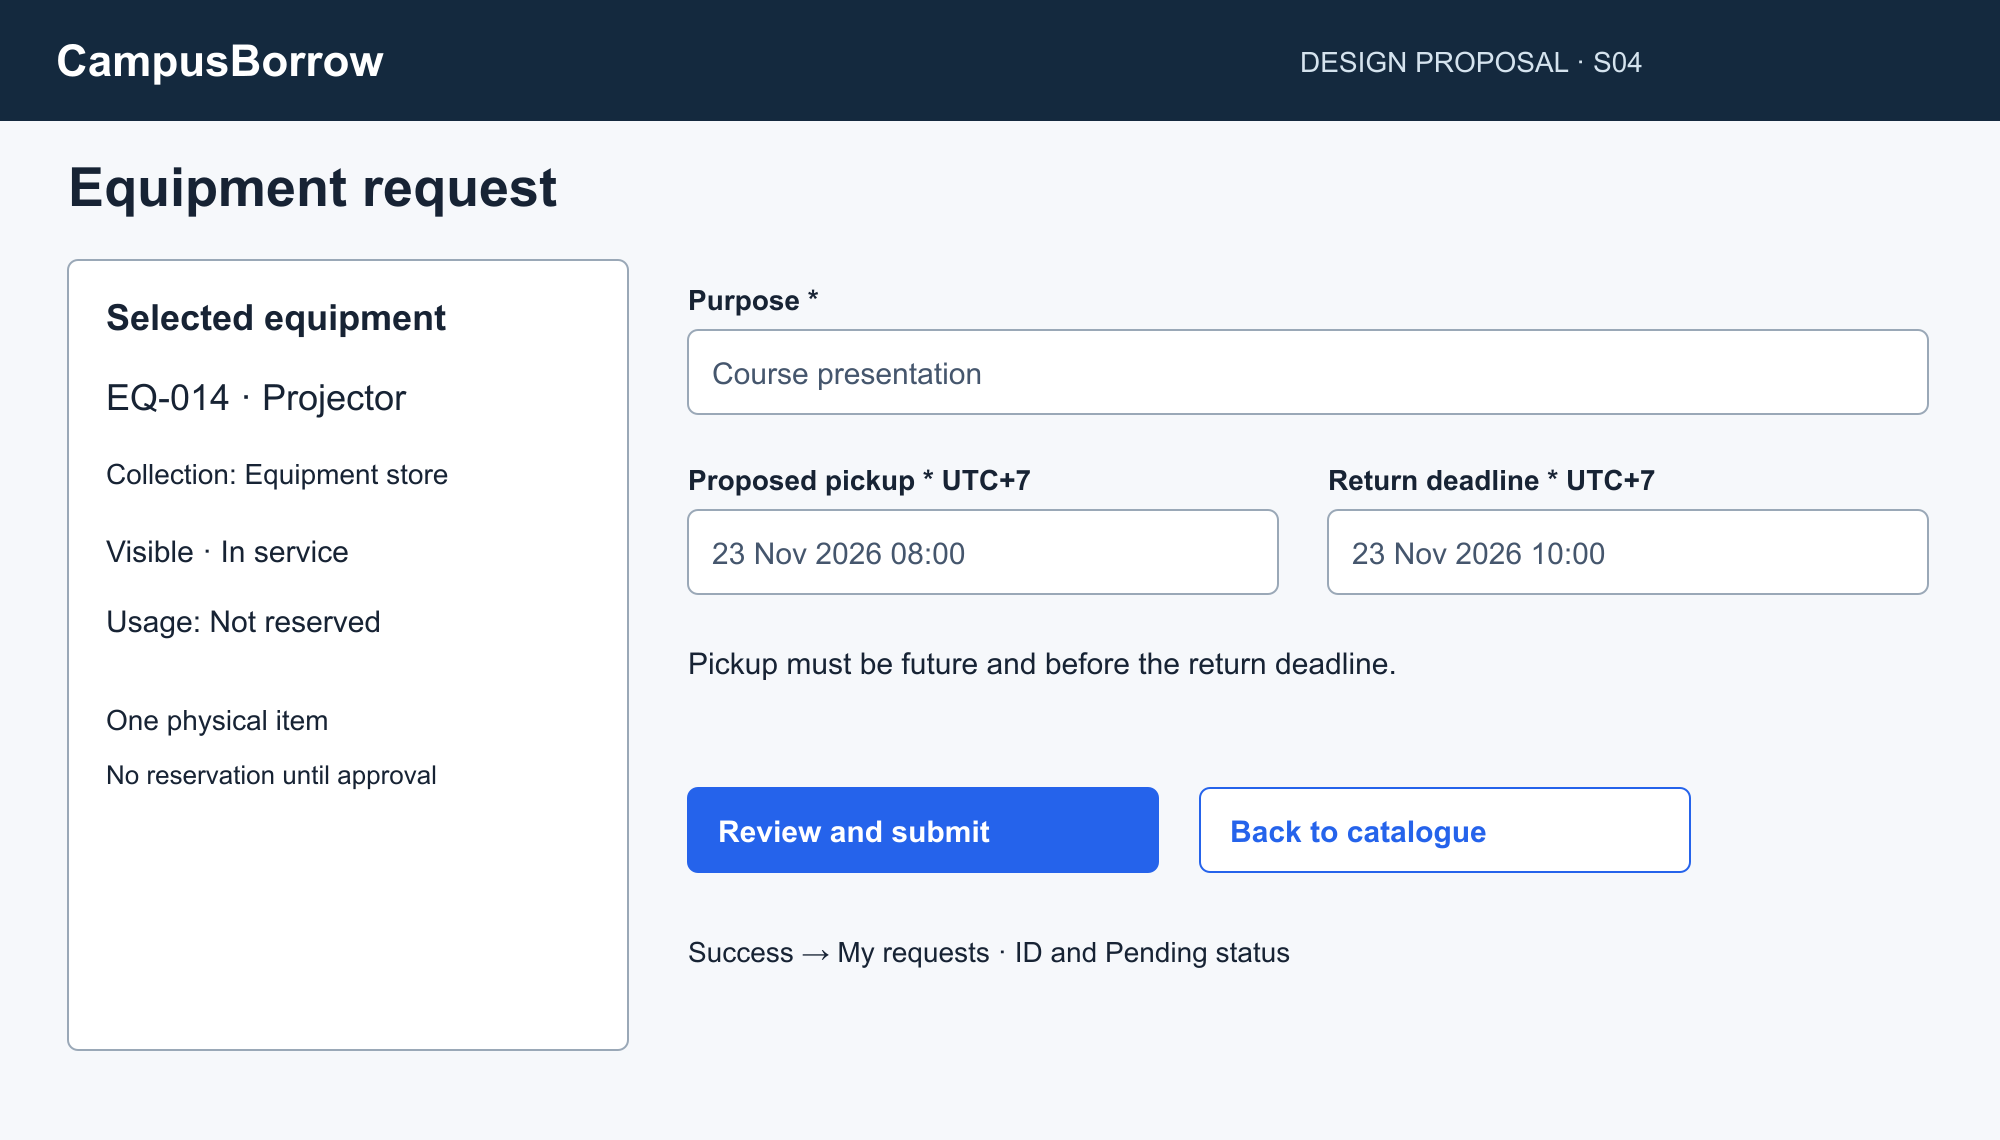 CampusBorrow
DESIGN PROPOSAL · S04
Equipment request
Selected equipment
EQ-014 · Projector
Collection: Equipment store
Visible · In service
Usage: Not reserved
One physical item
No reservation until approval
Purpose *
Course presentation
Proposed pickup * UTC+7
23 Nov 2026 08:00
Return deadline * UTC+7
23 Nov 2026 10:00
Pickup must be future and before the return deadline.
Review and submit
Back to catalogue
Success → My requests · ID and Pending status